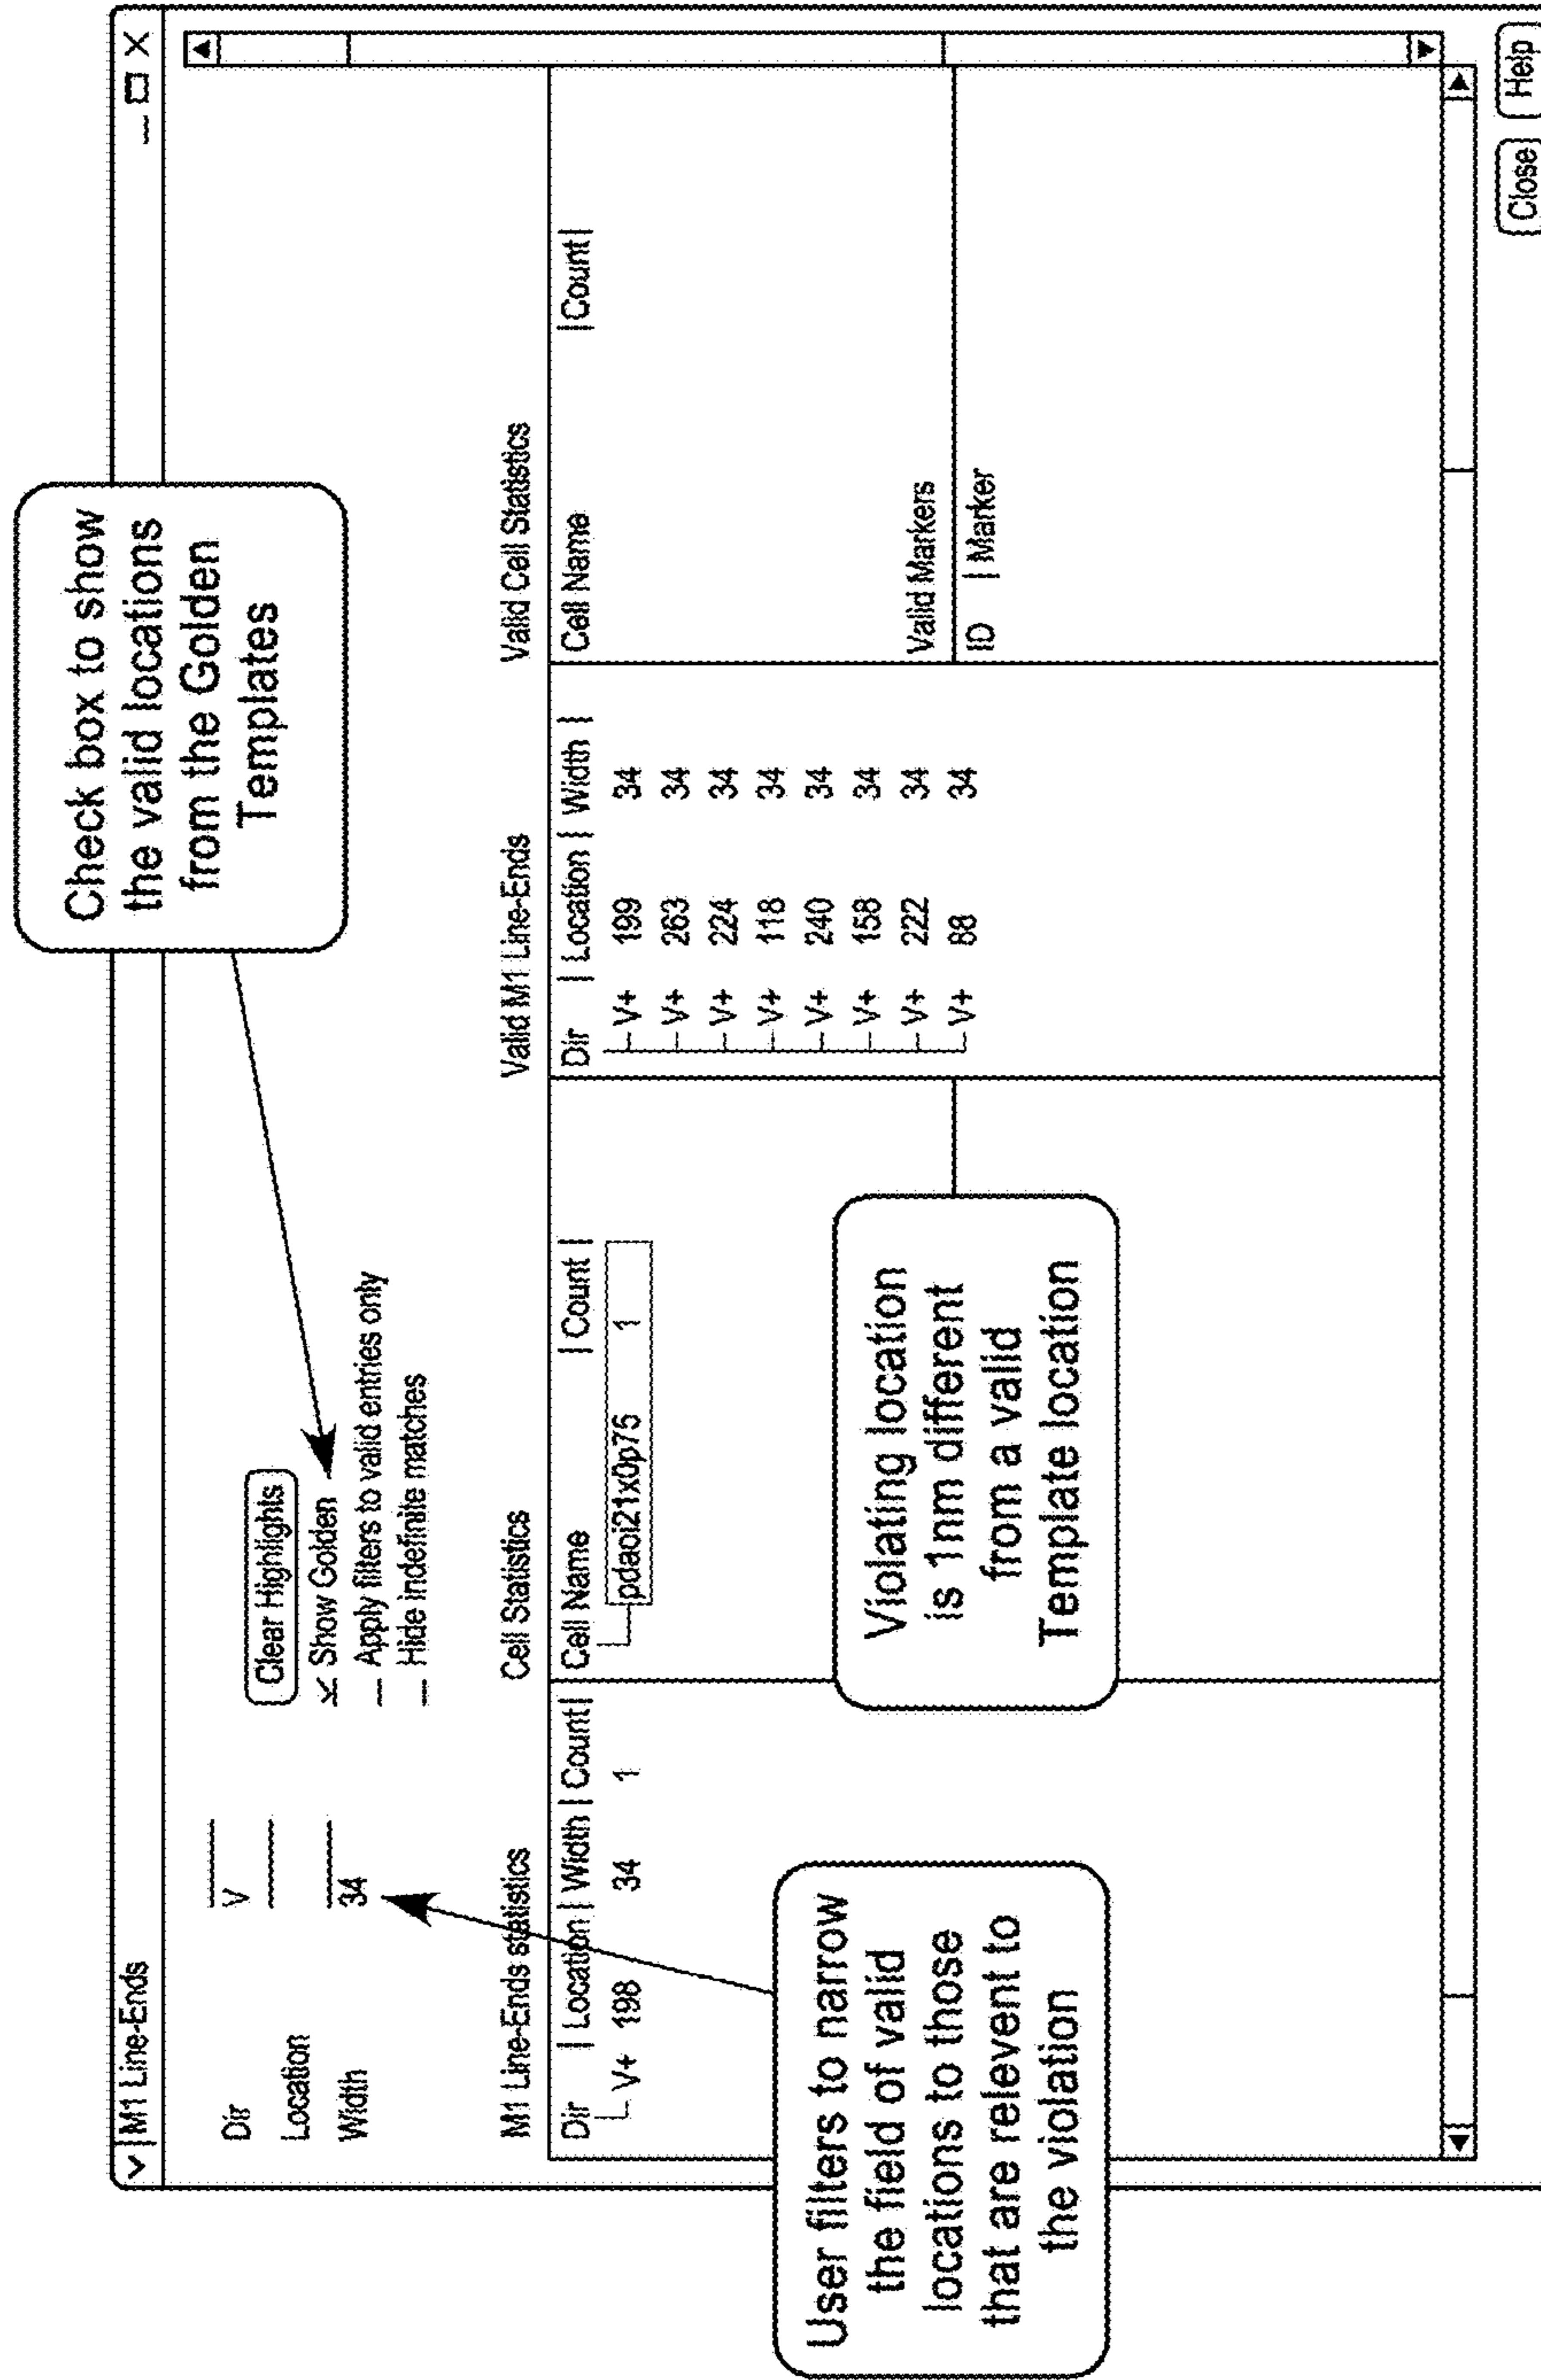 Check box to show
the valid locations
from the Golden
Templates
M1 Line-Ends
Dir V
Location
Width 34
Clear Highlights
Show Golden
Apply filters to valid entries only
Hide indefinite matches
M1 Line-Ends statistics
Dir | Location | Width | Count |
V+ 198 34 1
Cell Statistics
Cell Name | Count |
pdaoi21x0p75 1
Valid M1 Line-Ends
Dir | Location | Width |
V+ 199 34
V+ 263 34
V+ 224 34
V+ 118 34
V+ 240 34
V+ 158 34
V+ 222 34
V+ 88 34
Valid Cell Statistics
Cell Name | Count |
Valid Markers
ID | Marker
User filters to narrow
the field of valid
locations to those
that are relevent to
the violation
Violating location
is 1nm different
from a valid
Template location
Close Help